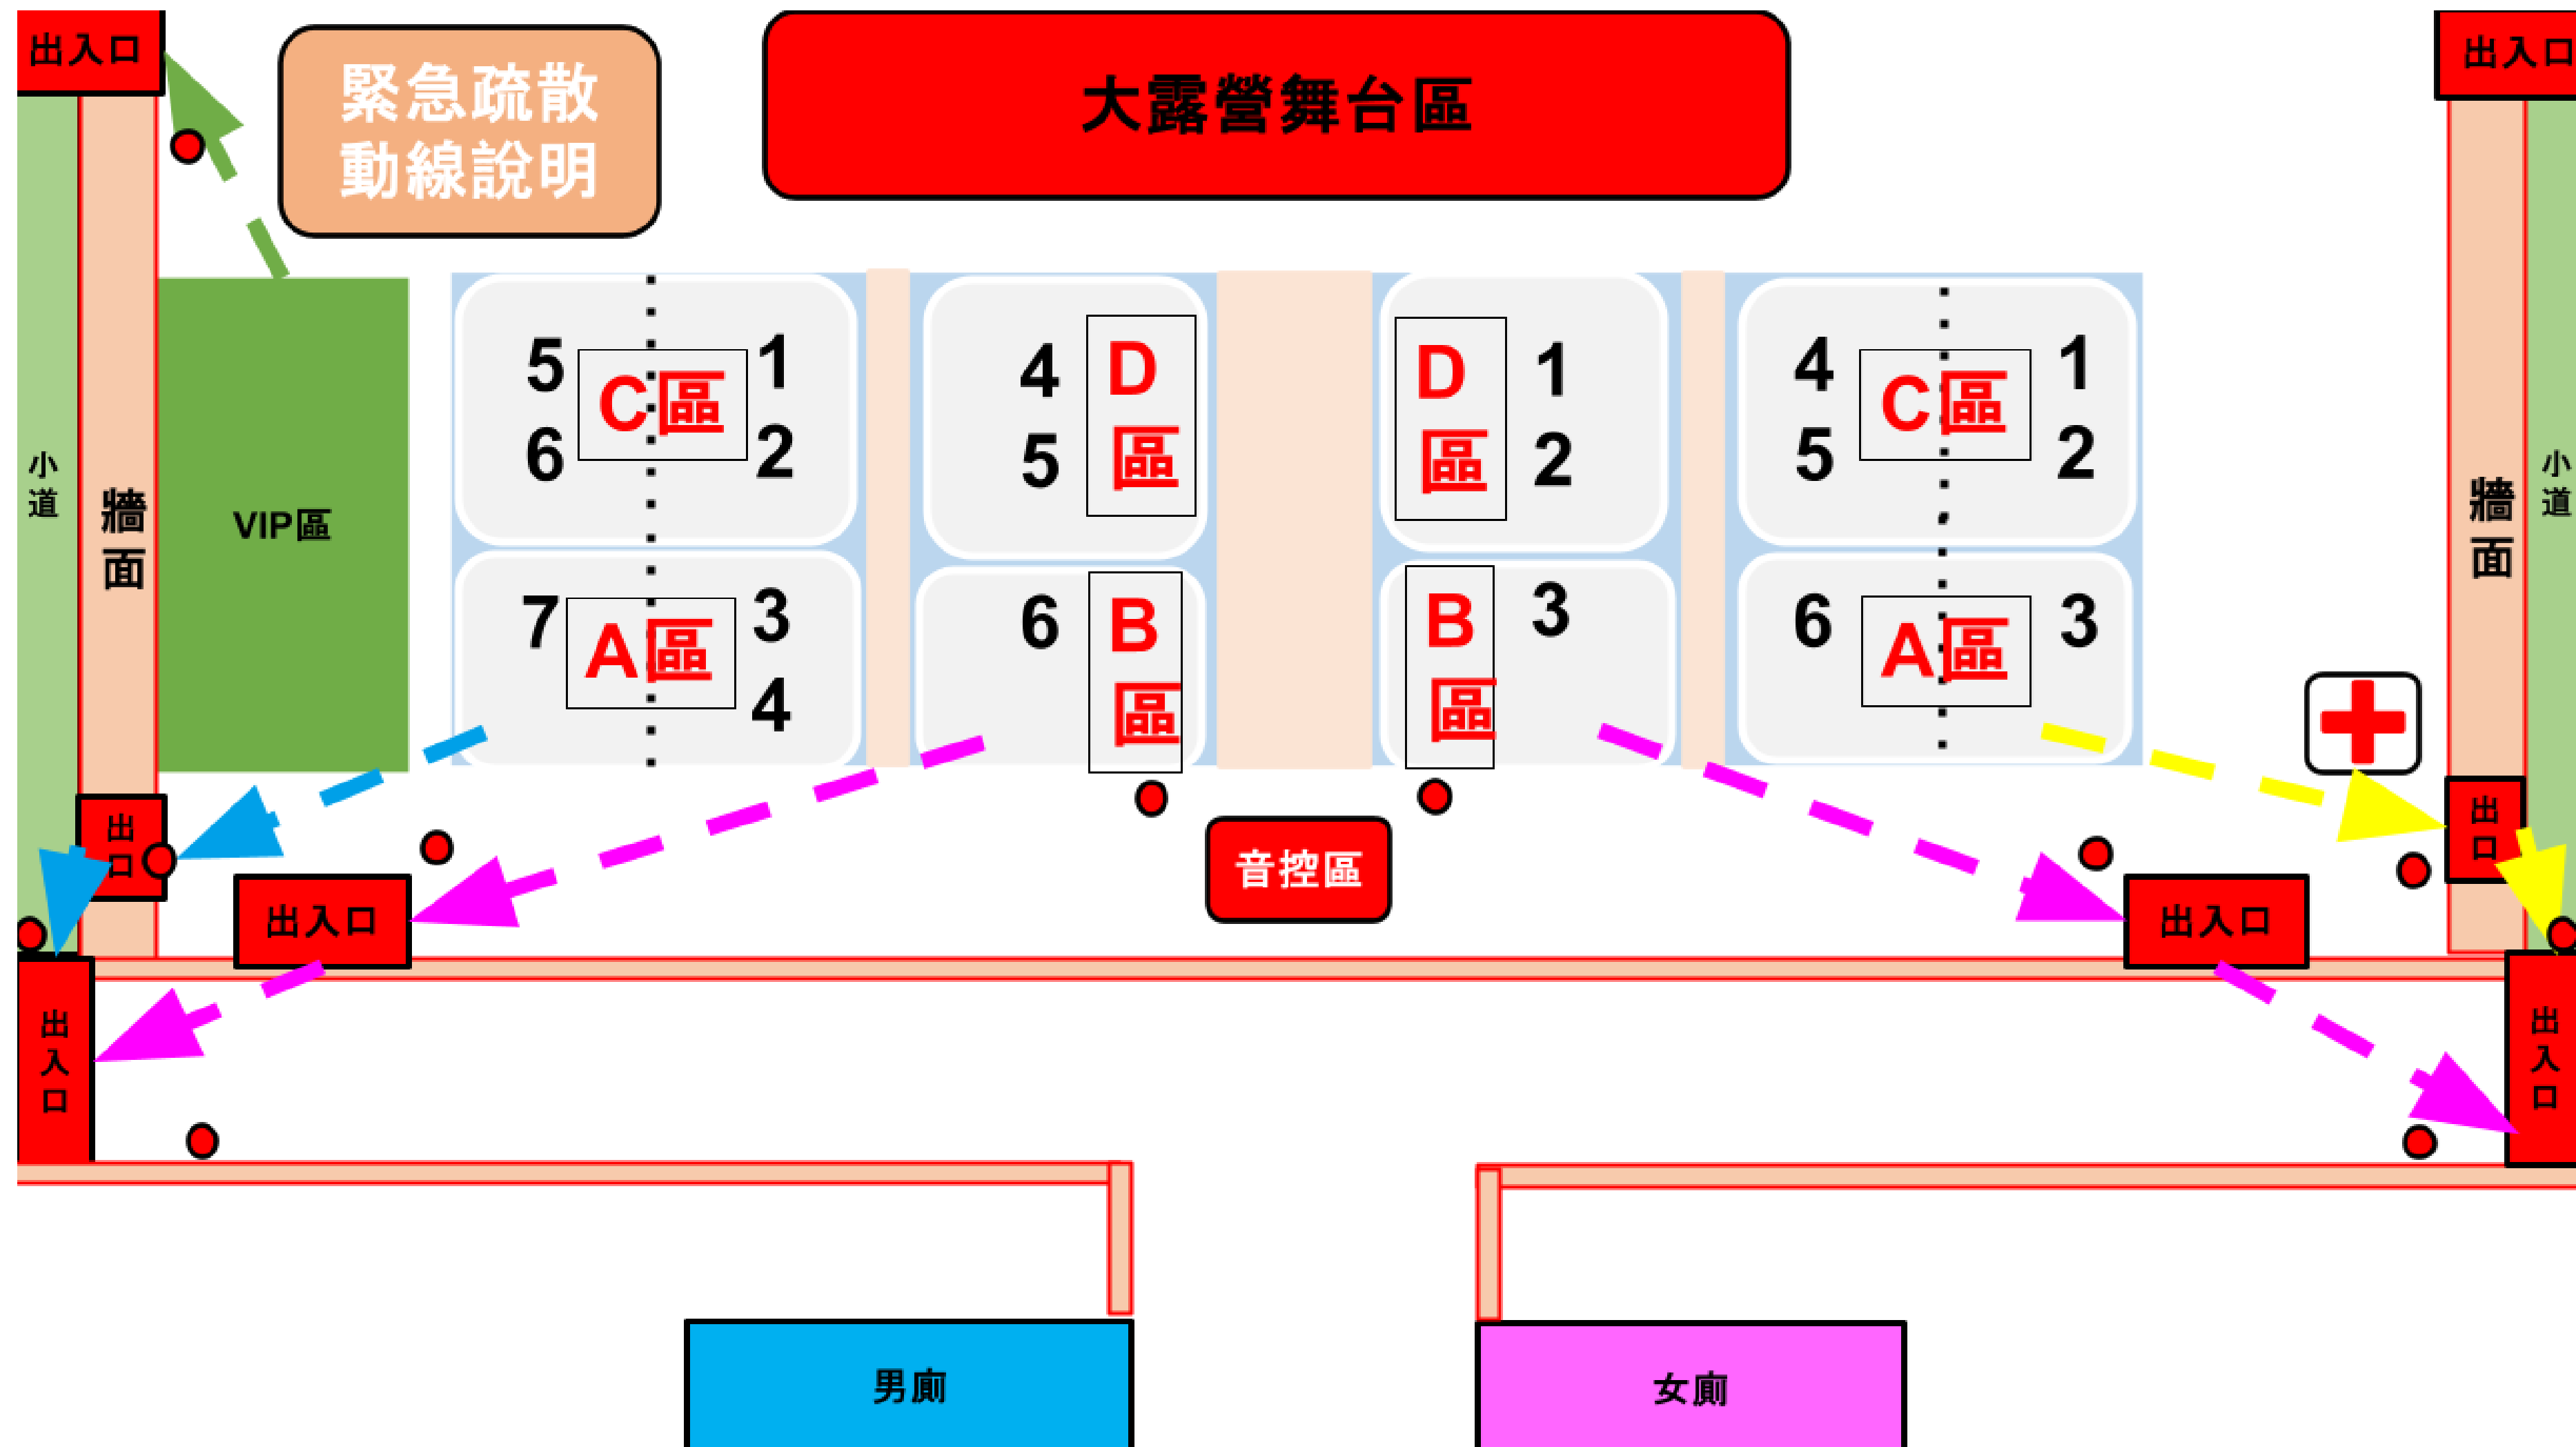 出入口
緊急疏散
動線說明
大露營舞台區
出入口
5
C區
1
6
2
4
D
區
5
D
區
1
2
4
C區
1
5
2
小
道
牆
面
VIP區
牆
面
小
道
7
A區
3
4
6
B
區
B
區
3
6
A區
3
出
口
出
口
音控區
出入口
出入口
出
入
口
出
入
口
男廁
女廁